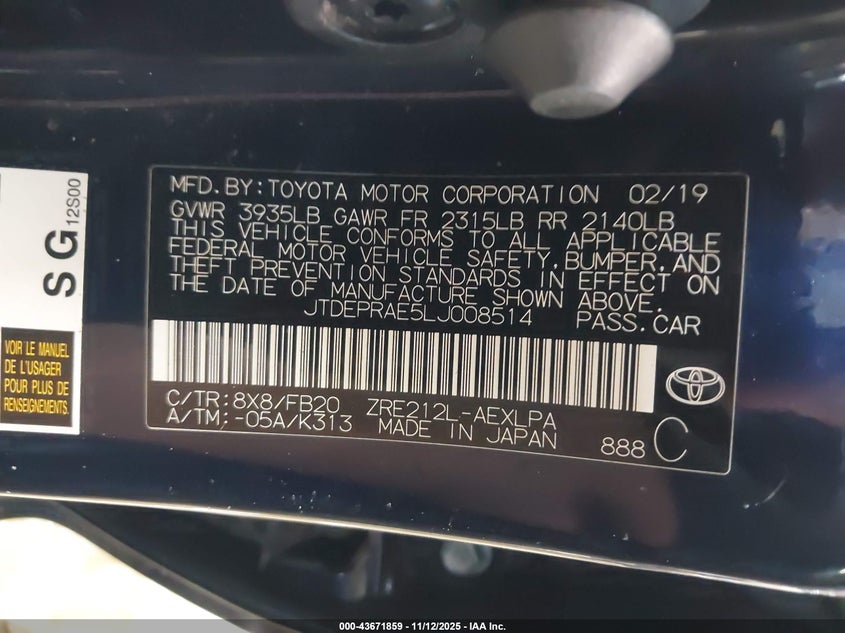 MFD.BY:TOYOTA MOTOR CORPORATION 02/19
GVWR 3935LB GAWR FR 2315LB RR 2140LB
THIS VEHICLE CONFORMS TO ALL APPLICABLE
FEDERAL MOTOR VEHICLE SAFETY,BUMPER,AND
THEFT PREVENTION STANDARDS IN EFFECT ON
THE DATE OF MANUFACTURE SHOWN ABOVE.
JTDEPRAE5LJ008514 PASS.CAR
C/TR:8X8/FB20 ZRE212L-AEXLPA
A/TM:-05A/K313 MADE IN JAPAN
888 C
SG
12S00
VOIR LE MANUEL
DE L'USAGER
POUR PLUS DE
RENSEIGNEMENTS.
000-43671859 - 11/12/2025 - IAA Inc.